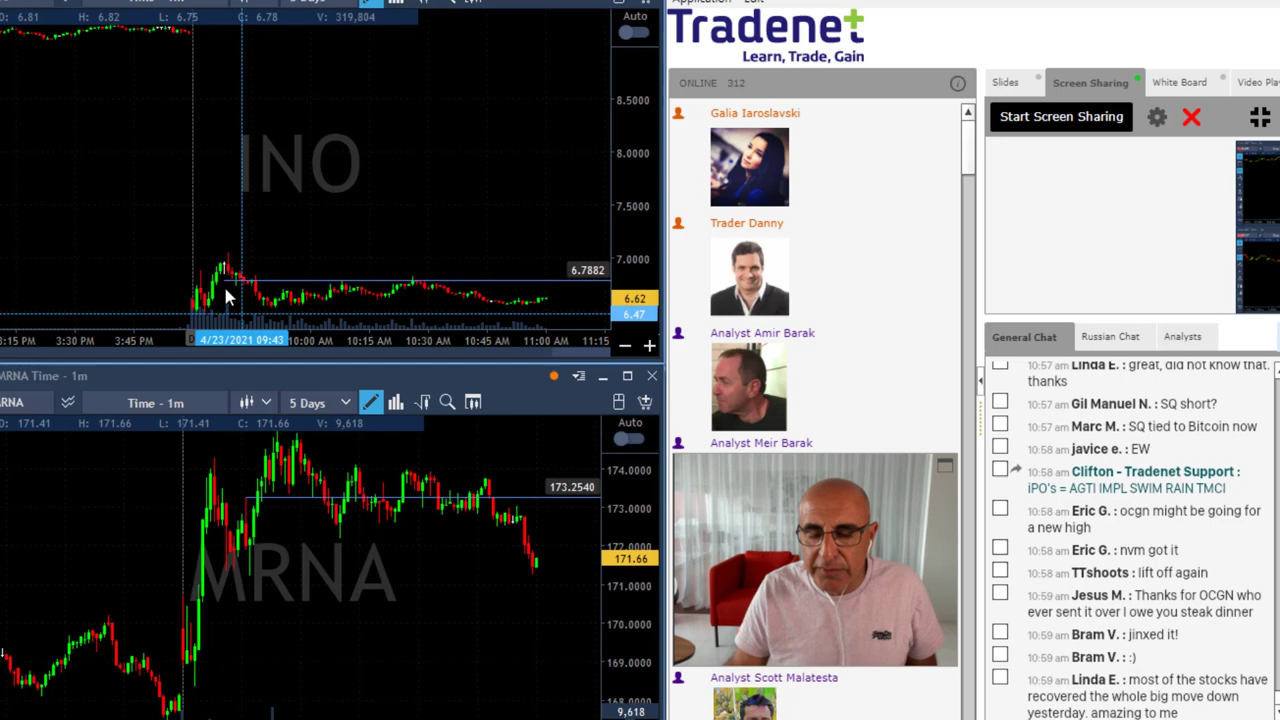 H: 6.82 L: 6.75 C: 6.78 V: 319,804
Auto
8.5000
8.0000
7.5000
7.0000
INO
6.7882
6.62
6.47
3:15 PM 3:30 PM 3:45 PM
4/23/2021 09:43
10:00 AM 10:15 AM 10:30 AM 10:45 AM 11:00 AM 11:15
MRNA Time - 1m
MRNA
Time - 1m
5 Days
171.41 H: 171.66 L: 171.41 C: 171.66 V: 9,618
Auto
174.0000
173.2540
173.0000
172.0000
171.66
171.0000
170.0000
169.0000
168.0000
9,618
MRNA
Tradenet
Learn, Trade, Gain
ONLINE 312
Galia Iaroslavski
Trader Danny
Analyst Amir Barak
Analyst Meir Barak
Analyst Scott Malatesta
Slides
Screen Sharing
White Board
Video Play
Start Screen Sharing
General Chat
Russian Chat
Analysts
10:57 am Linda E. : great, did not know that.
thanks
10:57 am Gil Manuel N. : SQ short?
10:57 am Marc M. : SQ tied to Bitcoin now
10:58 am javice e. : EW
10:58 am Clifton - Tradenet Support :
iPO's = AGTI IMPL SWIM RAIN TMCI
10:58 am Eric G. : ocgn might be going for
a new high
10:58 am Eric G. : nvm got it
10:58 am TTshoots : lift off again
10:59 am Jesus M. : Thanks for OCGN who
ever sent it over I owe you steak dinner
10:59 am Bram V. : jinxed it!
10:59 am Bram V. : :)
10:59 am Linda E. : most of the stocks have
recovered the whole big move down
yesterday. amazing to me